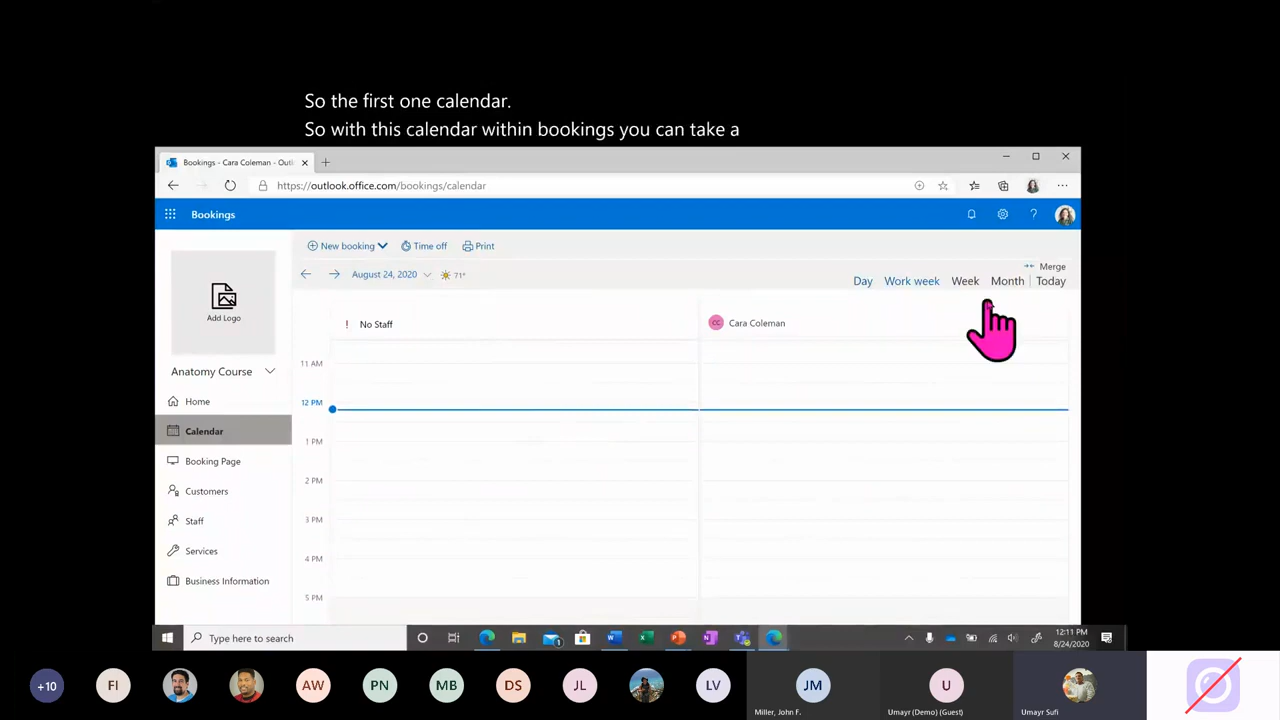 So the first one calendar.
So with this calendar within bookings you can take a
Bookings - Cara Coleman - Outl
https://outlook.office.com/bookings/calendar
Bookings
New booking
Time off
Print
August 24, 2020
71°
Merge
Day
Work week
Week
Month
Today
Add Logo
Anatomy Course
Home
Calendar
Booking Page
Customers
Staff
Services
Business Information
! No Staff
CC Cara Coleman
11 AM
12 PM
1 PM
2 PM
3 PM
4 PM
5 PM
Type here to search
12:11 PM
8/24/2020
+10
FI
AW
PN
MB
DS
JL
LV
JM
Miller, John F.
U
Umayr (Demo) (Guest)
Umayr Sufi